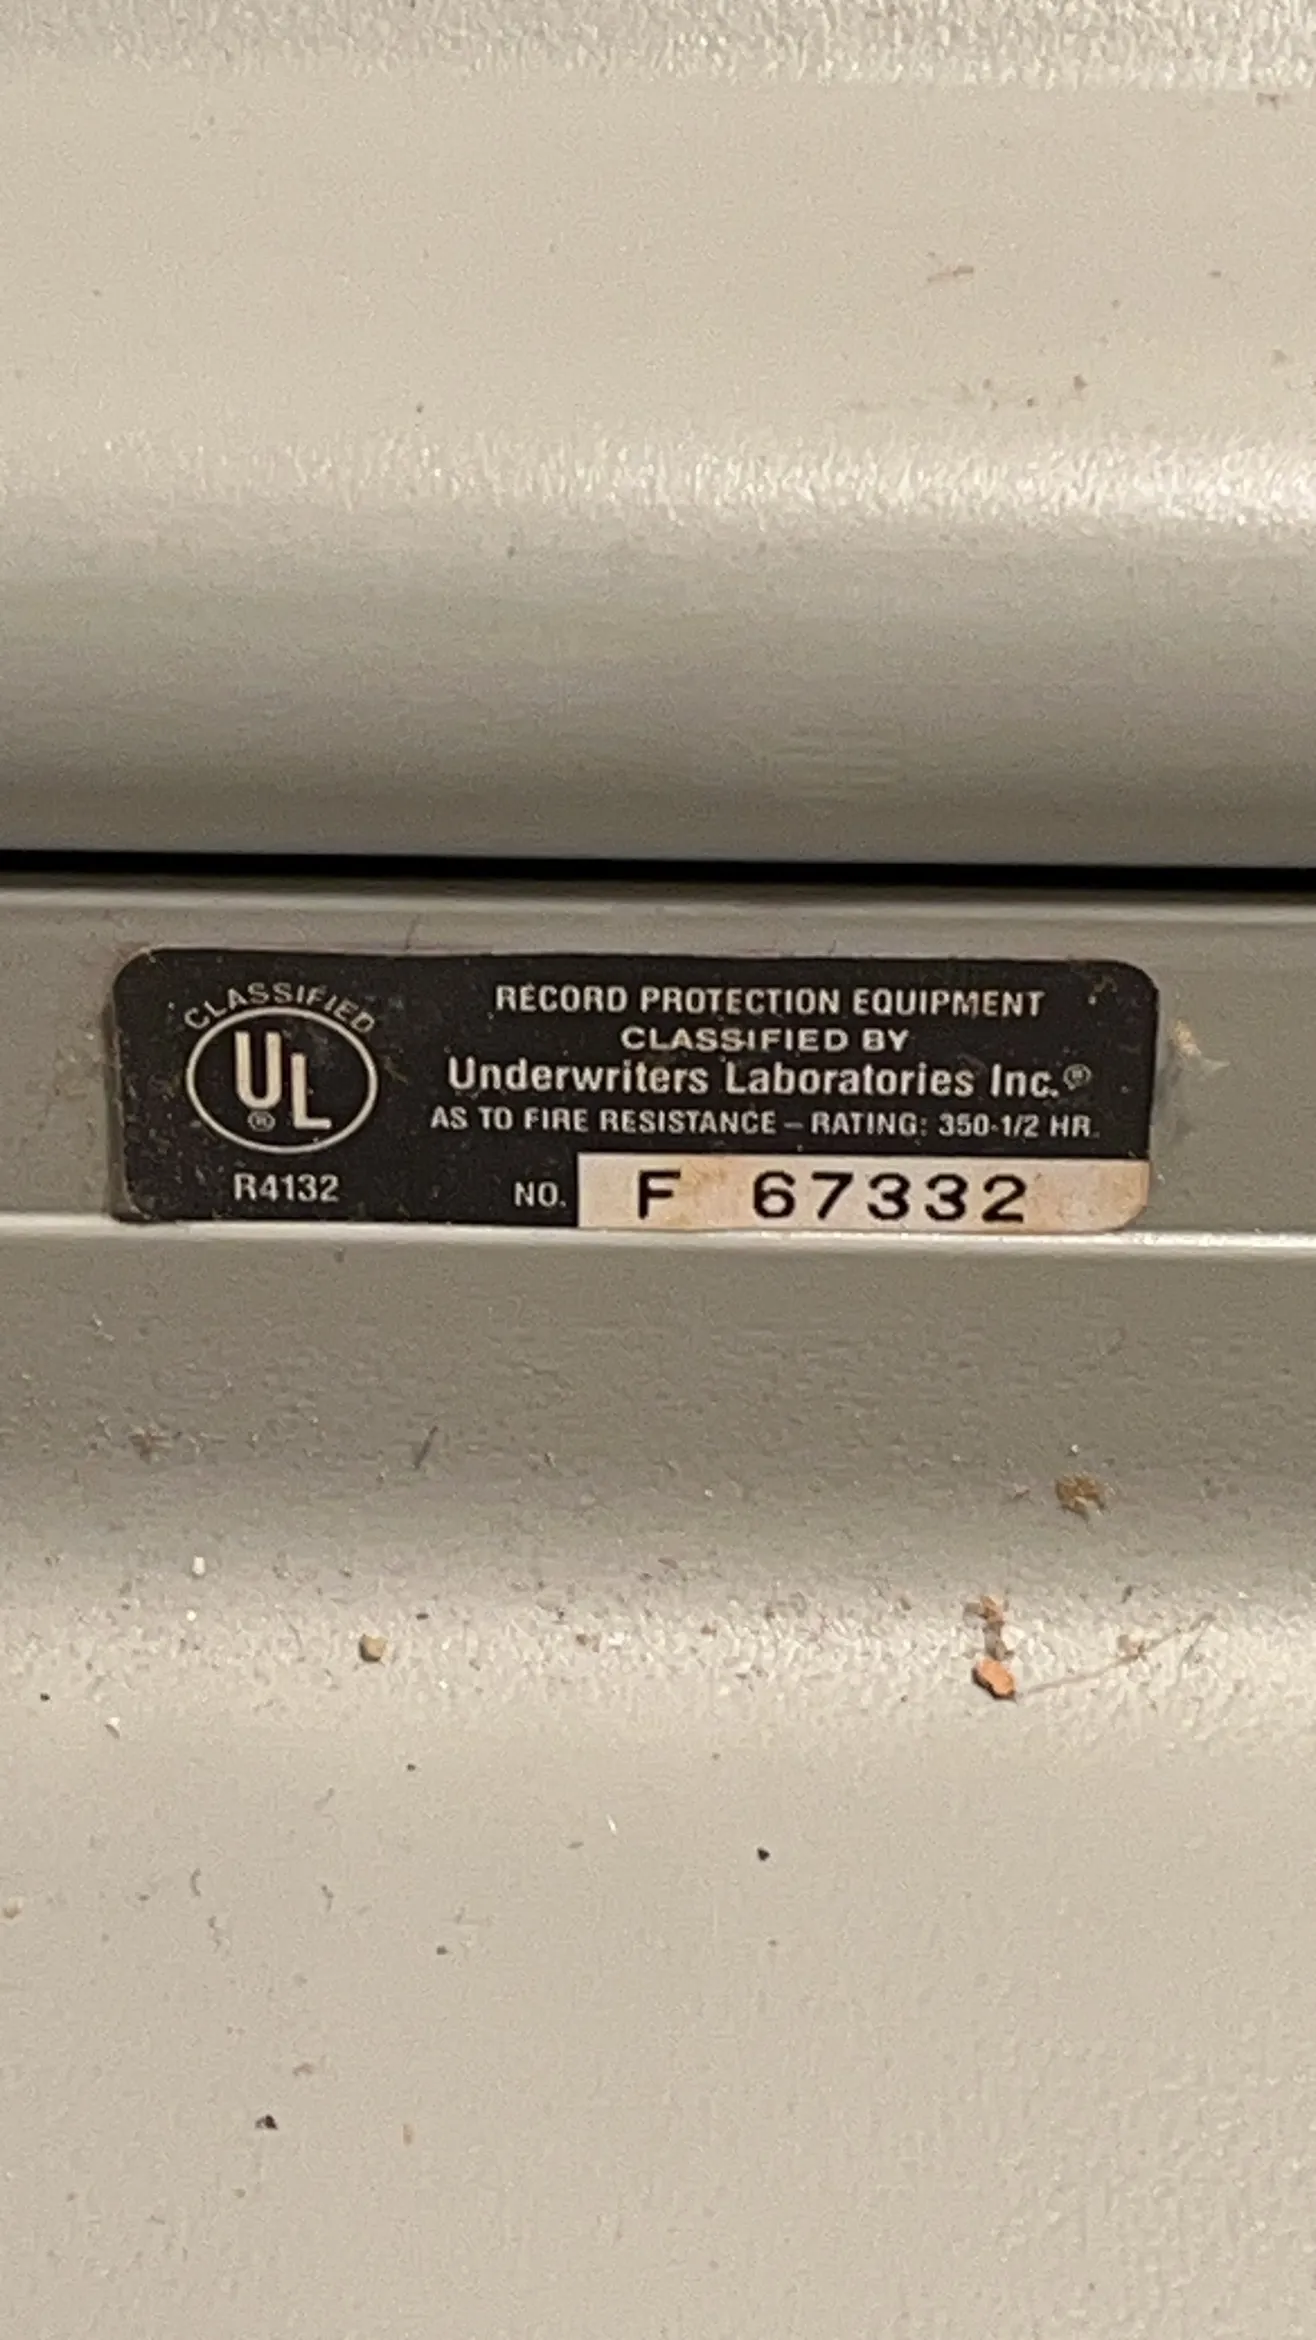 CLASSIFIED
UL®
R4132
RECORD PROTECTION EQUIPMENT
CLASSIFIED BY
Underwriters Laboratories Inc.®
AS TO FIRE RESISTANCE – RATING: 350-1/2 HR.
NO. F 67332